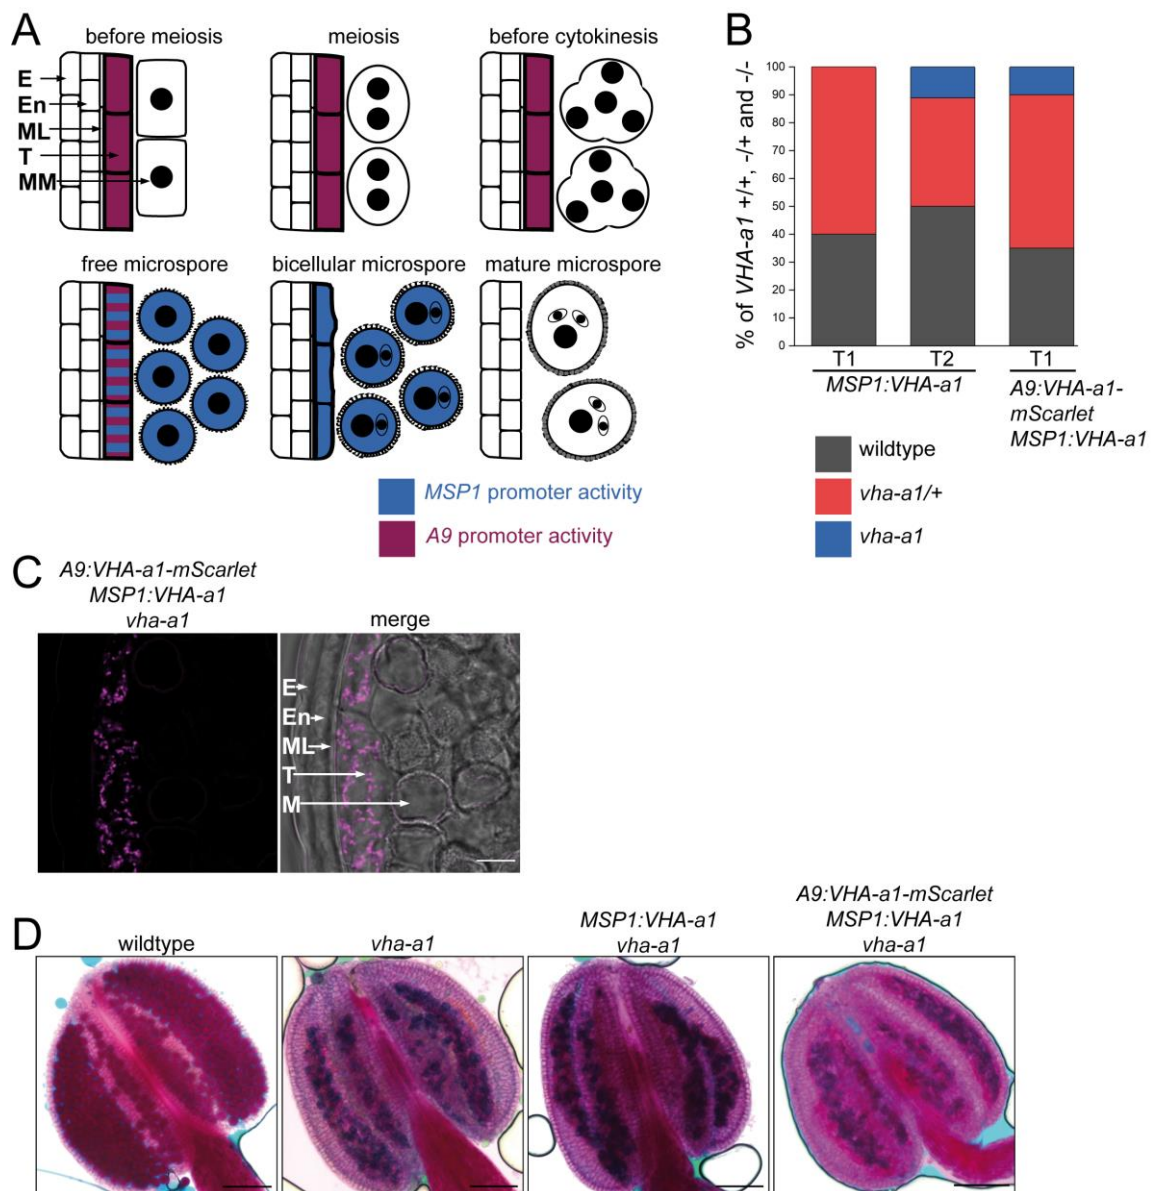 A
before meiosis
meiosis
before cytokinesis
E
En
ML
T
MM
free microspore
bicellular microspore
mature microspore
MSP1 promoter activity
A9 promoter activity
B
% of VHA-a1 +/+, -/+ and -/-
100
90
80
70
60
50
40
30
20
10
0
T1
T2
T1
MSP1:VHA-a1
A9:VHA-a1-
mScarlet
MSP1:VHA-a1
wildtype
vha-a1/+
vha-a1
C
A9:VHA-a1-mScarlet
MSP1:VHA-a1
vha-a1
merge
E
En
ML
T
M
D
wildtype
vha-a1
MSP1:VHA-a1
vha-a1
A9:VHA-a1-mScarlet
MSP1:VHA-a1
vha-a1